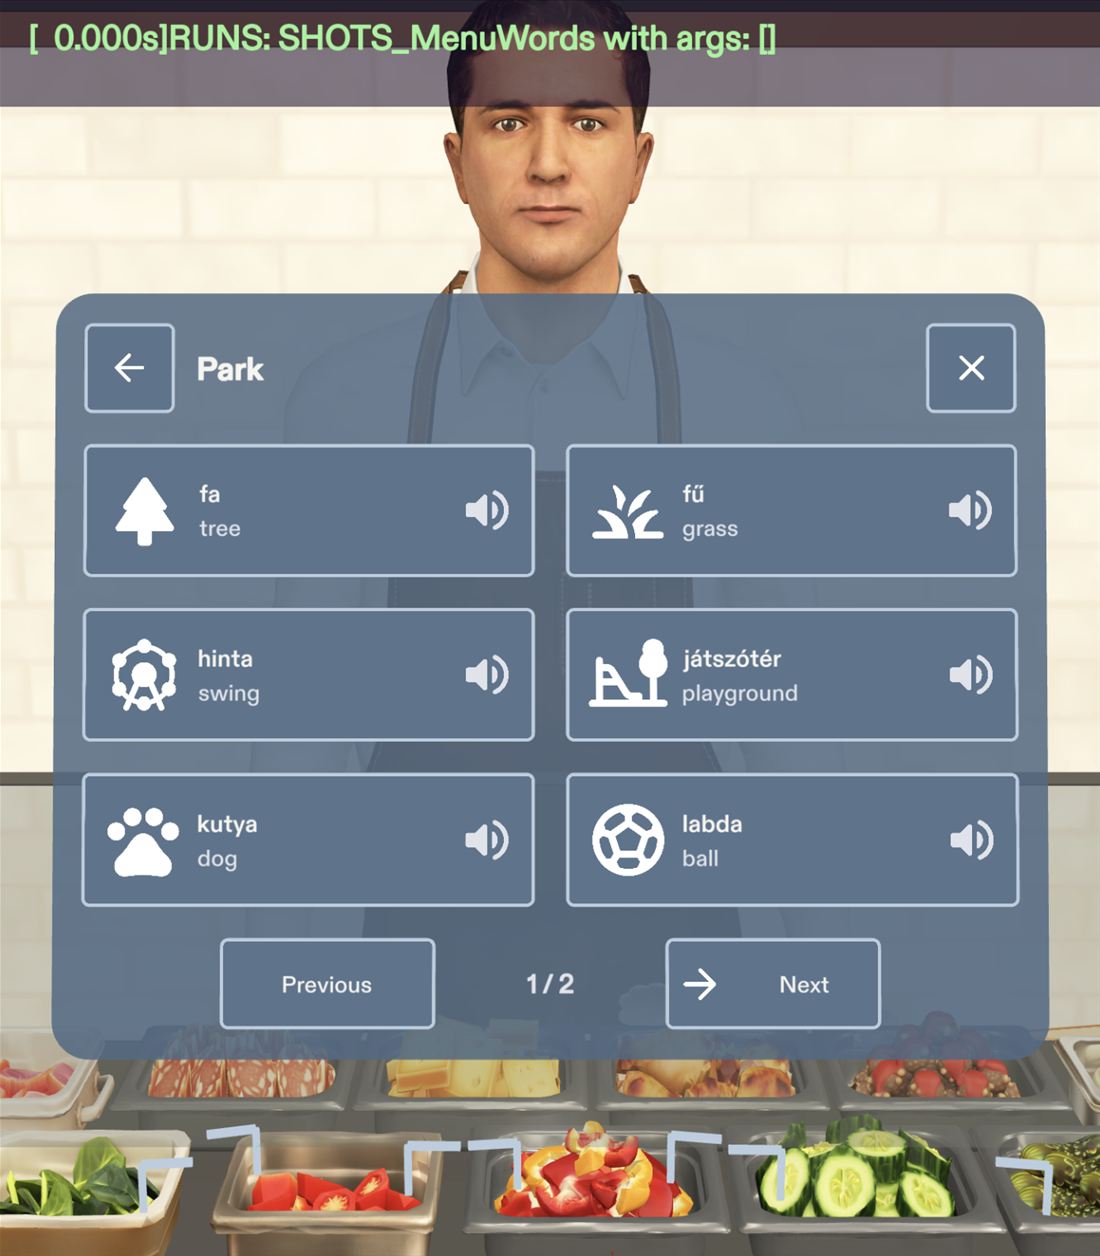 [  0.000s]RUNS: SHOTS_MenuWords with args: []
Park
fa
tree
fű
grass
hinta
swing
játszótér
playground
kutya
dog
labda
ball
Previous
1/2
Next